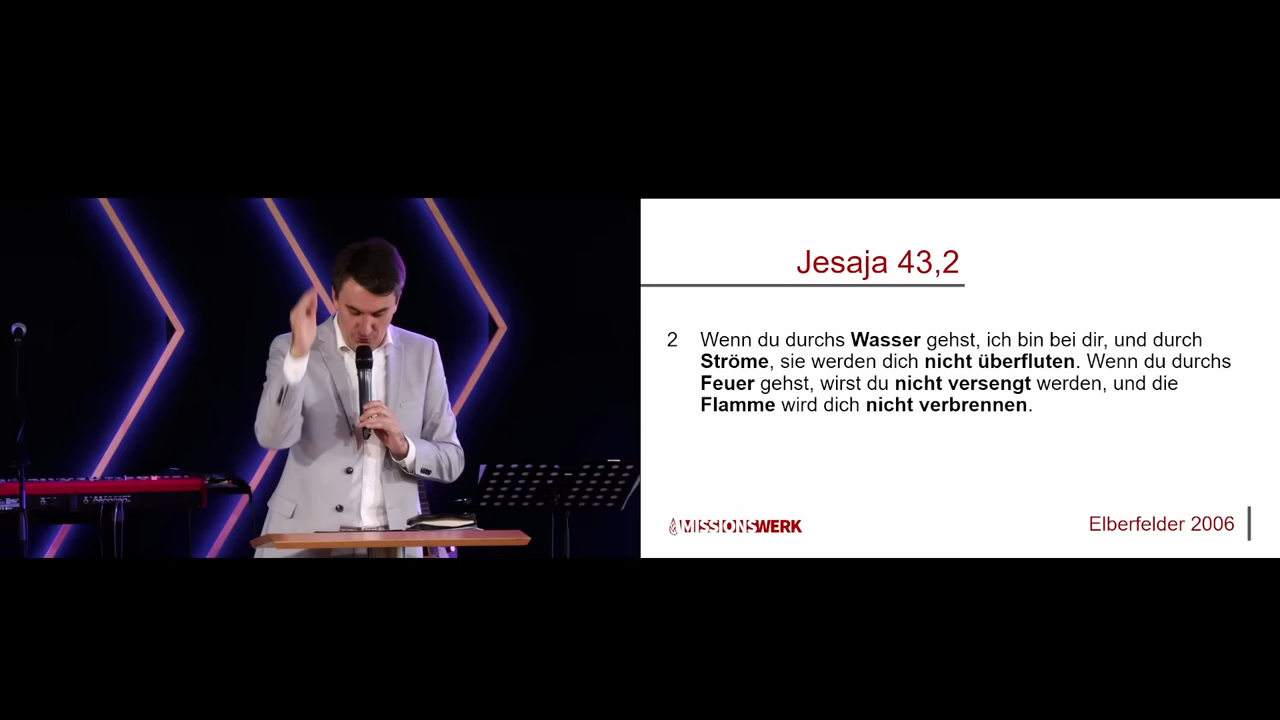 Jesaja 43,2
2 Wenn du durchs Wasser gehst, ich bin bei dir, und durch
Ströme, sie werden dich nicht überfluten. Wenn du durchs
Feuer gehst, wirst du nicht versengt werden, und die
Flamme wird dich nicht verbrennen.
MISSIONSWERK
Elberfelder 2006